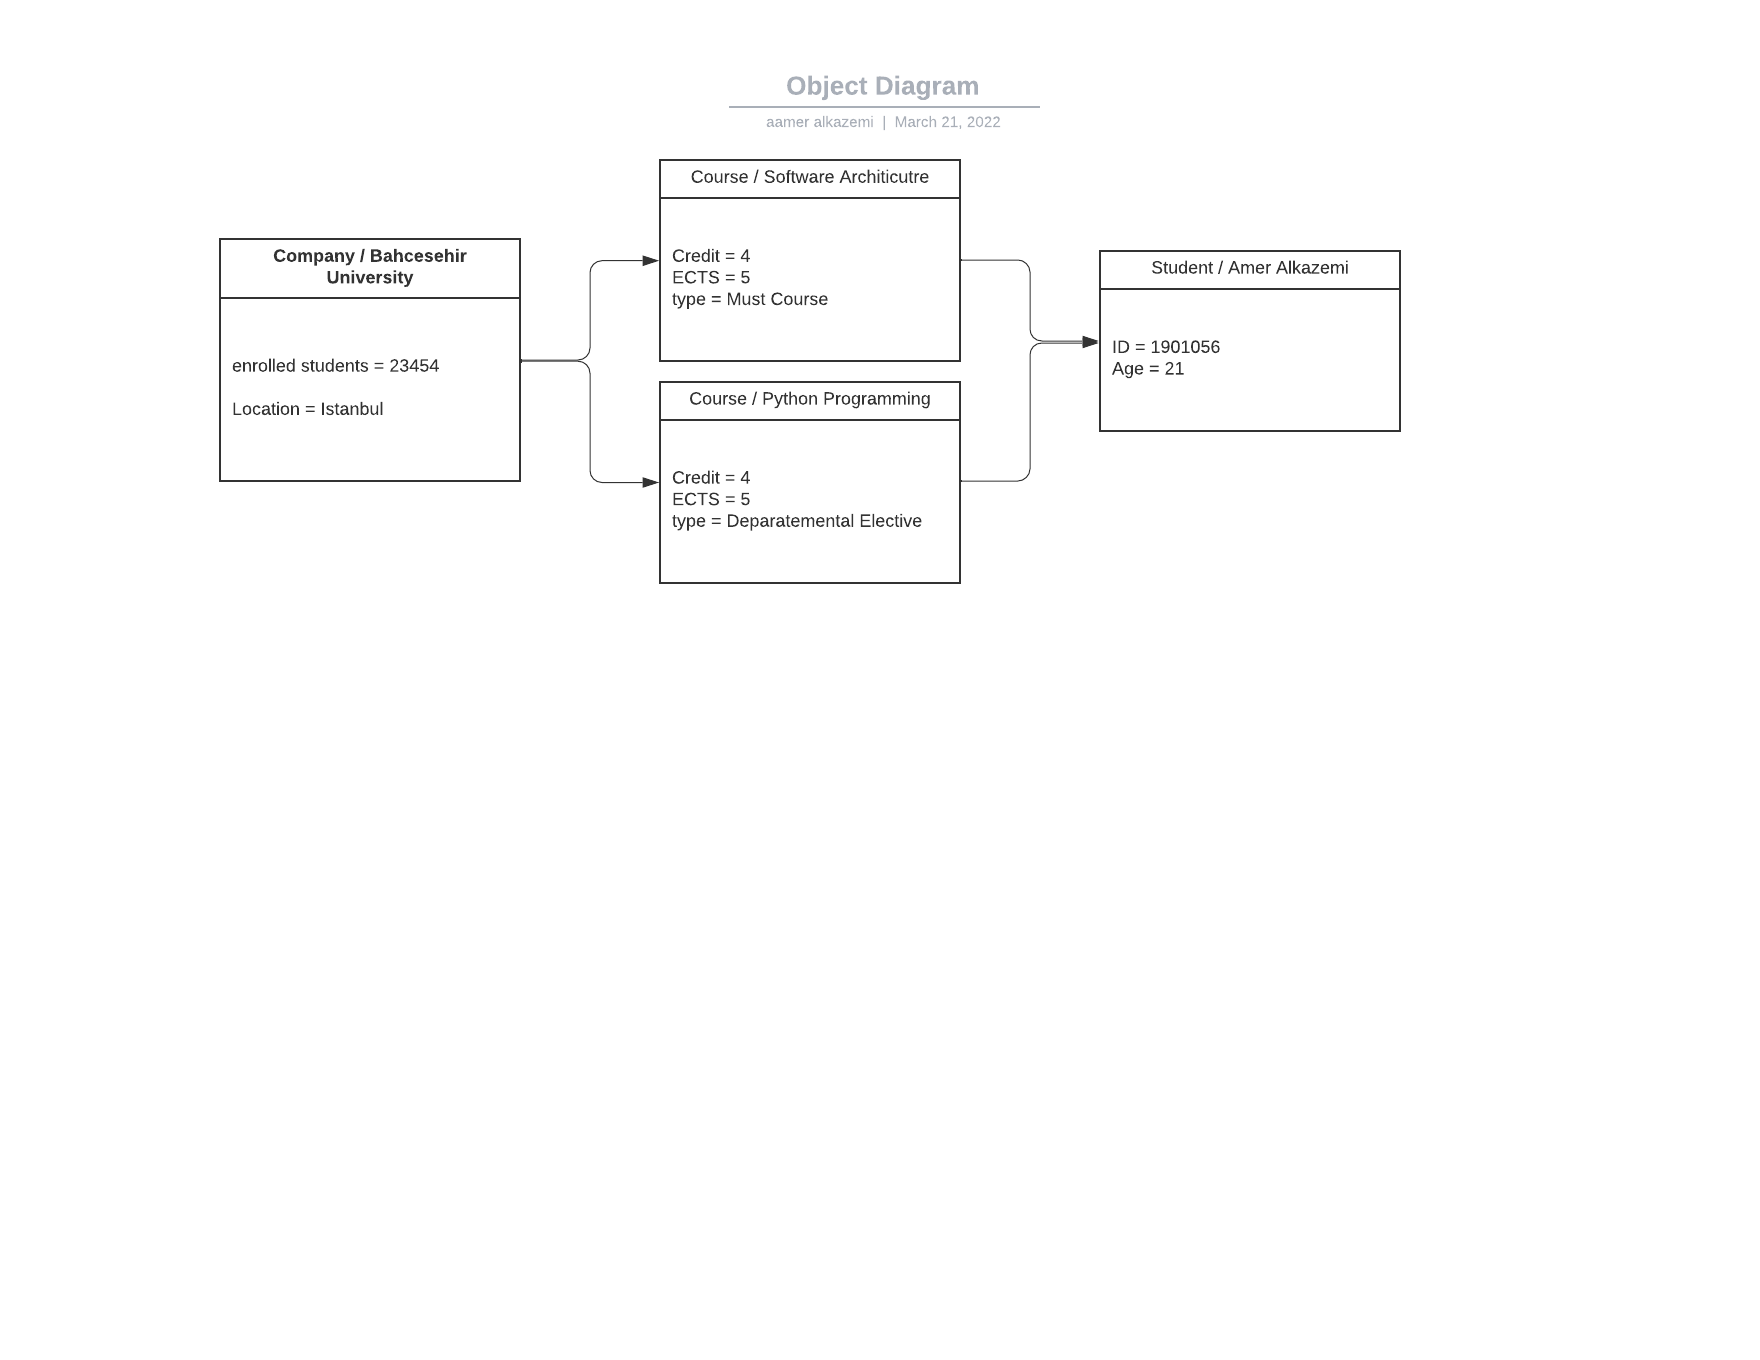 Object Diagram
aamer alkazemi | March 21, 2022
Company / Bahcesehir
University
enrolled students = 23454
Location = Istanbul
Course / Software Architicutre
Credit = 4
ECTS = 5
type = Must Course
Course / Python Programming
Credit = 4
ECTS = 5
type = Deparatemental Elective
Student / Amer Alkazemi
ID = 1901056
Age = 21